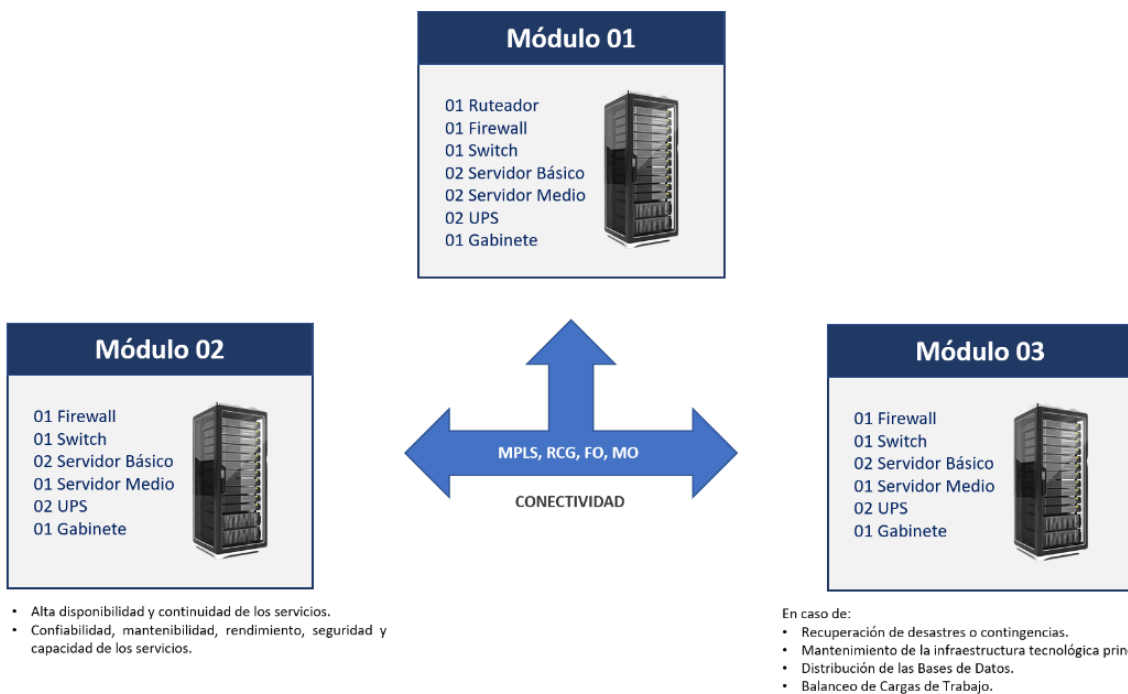 Módulo 01
01 Ruteador
01 Firewall
01 Switch
02 Servidor Básico
02 Servidor Medio
02 UPS
01 Gabinete
Módulo 02
01 Firewall
01 Switch
02 Servidor Básico
01 Servidor Medio
02 UPS
01 Gabinete
MPLS, RCG, FO, MO
CONECTIVIDAD
Módulo 03
01 Firewall
01 Switch
02 Servidor Básico
01 Servidor Medio
02 UPS
01 Gabinete
• Alta disponibilidad y continuidad de los servicios.
• Confiabilidad, mantenibilidad, rendimiento, seguridad y
capacidad de los servicios.
En caso de:
• Recuperación de desastres o contingencias.
• Mantenimiento de la infraestructura tecnológica
• Distribución de las Bases de Datos.
• Balanceo de Cargas de Trabajo.